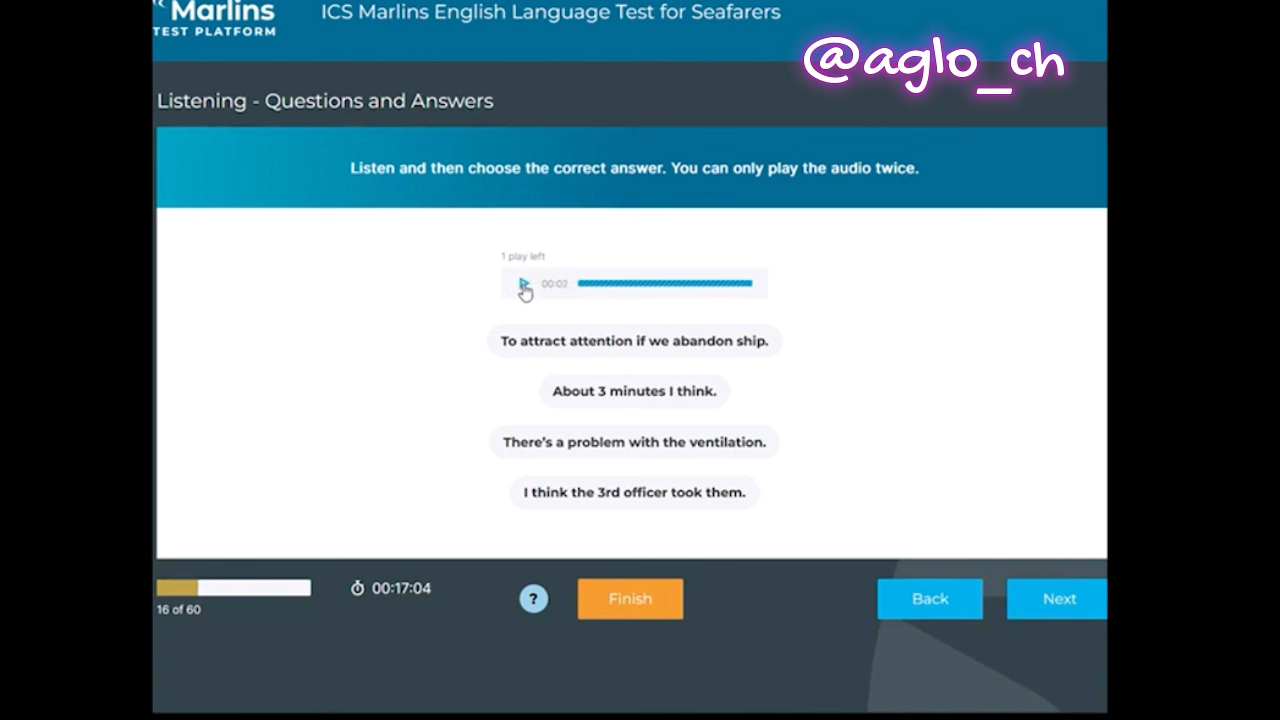 Marlins
TEST PLATFORM
ICS Marlins English Language Test for Seafarers
@aglo_ch
Listening - Questions and Answers
Listen and then choose the correct answer. You can only play the audio twice.
1 play left
00:02
To attract attention if we abandon ship.
About 3 minutes I think.
There's a problem with the ventilation.
I think the 3rd officer took them.
16 of 60
00:17:04
?
Finish
Back
Next